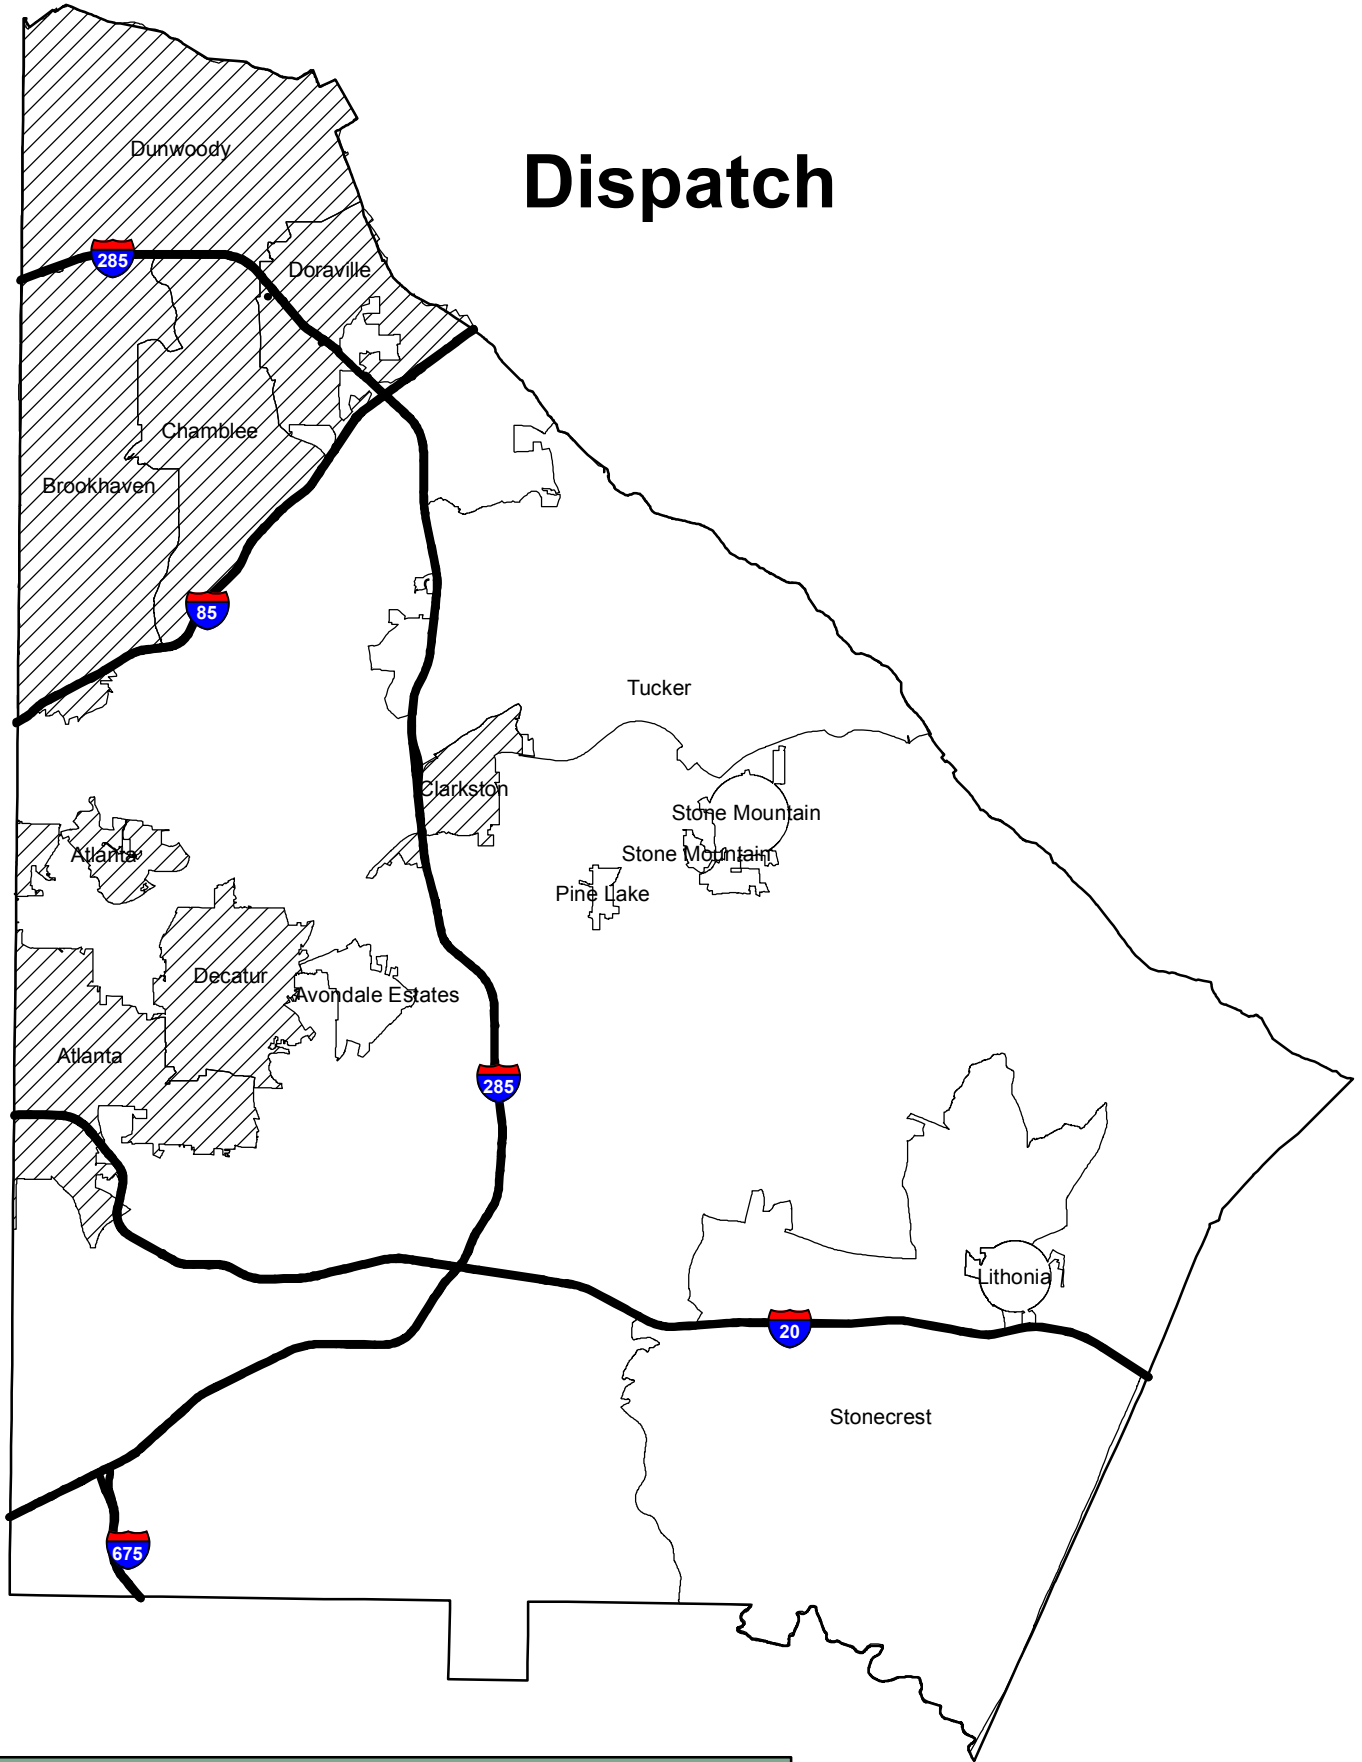 Dunwoody
Dispatch
285
Doraville
Chamblee
Brookhaven
85
Tucker
Clarkston
Stone Mountain
Stone Mountain
Atlanta
Pine Lake
Decatur
Avondale Estates
Atlanta
285
Lithonia
20
Stonecrest
675